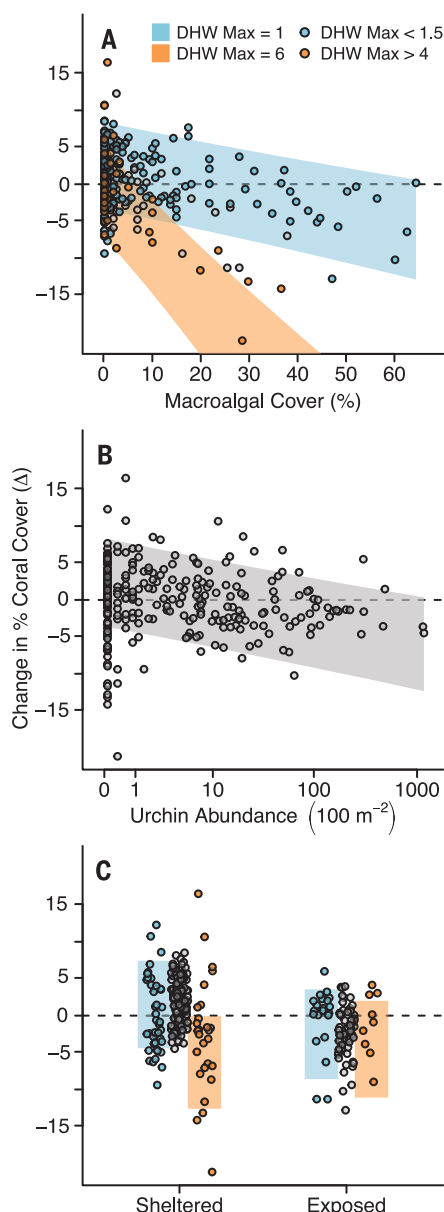 A
DHW Max = 1
DHW Max < 1.5
DHW Max = 6
DHW Max > 4
15
5
0
−5
−15
0 10 20 30 40 50 60
Macroalgal Cover (%)
B
Change in % Coral Cover (Δ)
15
5
0
−5
−15
0 1 10 100 1000
Urchin Abundance (100 m⁻²)
C
15
5
0
−5
−15
Sheltered Exposed